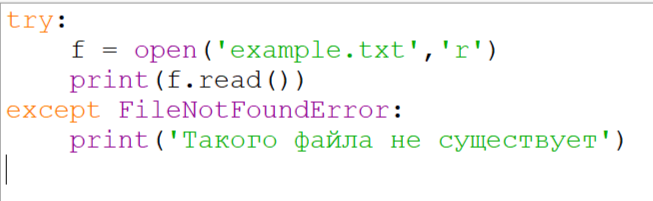 try:
    f = open('example.txt','r')
    print(f.read())
except FileNotFoundError:
    print('Такого файла не существует')